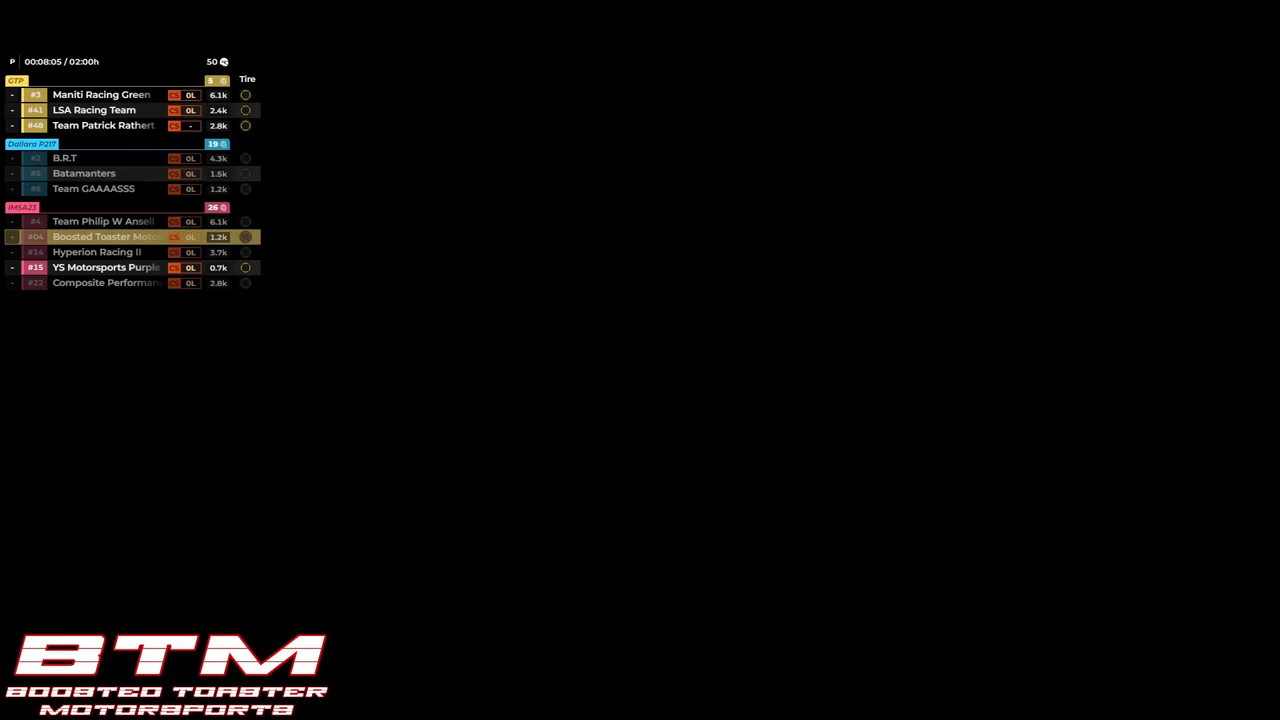 P 00:08:05 / 02:00h 50
GTP 5 Tire
- #3 Maniti Racing Green CS 0L 6.1k
- #41 LSA Racing Team CS 0L 2.4k
- #48 Team Patrick Rathert CS - 2.8k
Dallara P217 19
- #2 B.R.T CS 0L 4.3k
- #5 Batamanters CS 0L 1.5k
- #6 Team GAAAASSS CS 0L 1.2k
IMSA23 26
- #4 Team Philip W Ansell CS 0L 6.1k
- #04 Boosted Toaster Moto CS 0L 1.2k
- #14 Hyperion Racing II CS 0L 3.7k
- #15 YS Motorsports Purple CS 0L 0.7k
- #22 Composite Performan CS 0L 2.8k
BTM
BOOSTED TOASTER
MOTORSPORTS